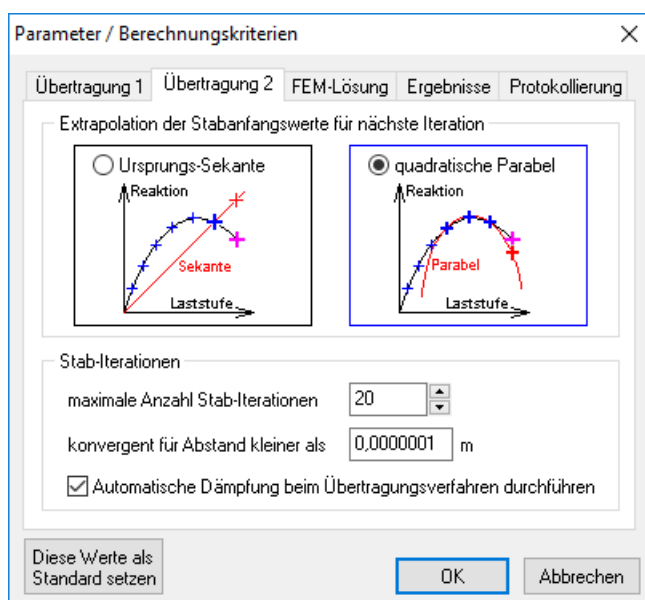 Parameter / Berechnungskriterien
Übertragung 1 Übertragung 2 FEM-Lösung Ergebnisse Protokollierung
Extrapolation der Stabanfangswerte für nächste Iteration
Ursprungs-Sekante
Reaktion
Sekante
Laststufe
quadratische Parabel
Reaktion
Parabel
Laststufe
Stab-Iterationen
maximale Anzahl Stab-Iterationen 20
konvergent für Abstand kleiner als 0,0000001 m
Automatische Dämpfung beim Übertragungsverfahren durchführen
Diese Werte als
Standard setzen
OK Abbrechen